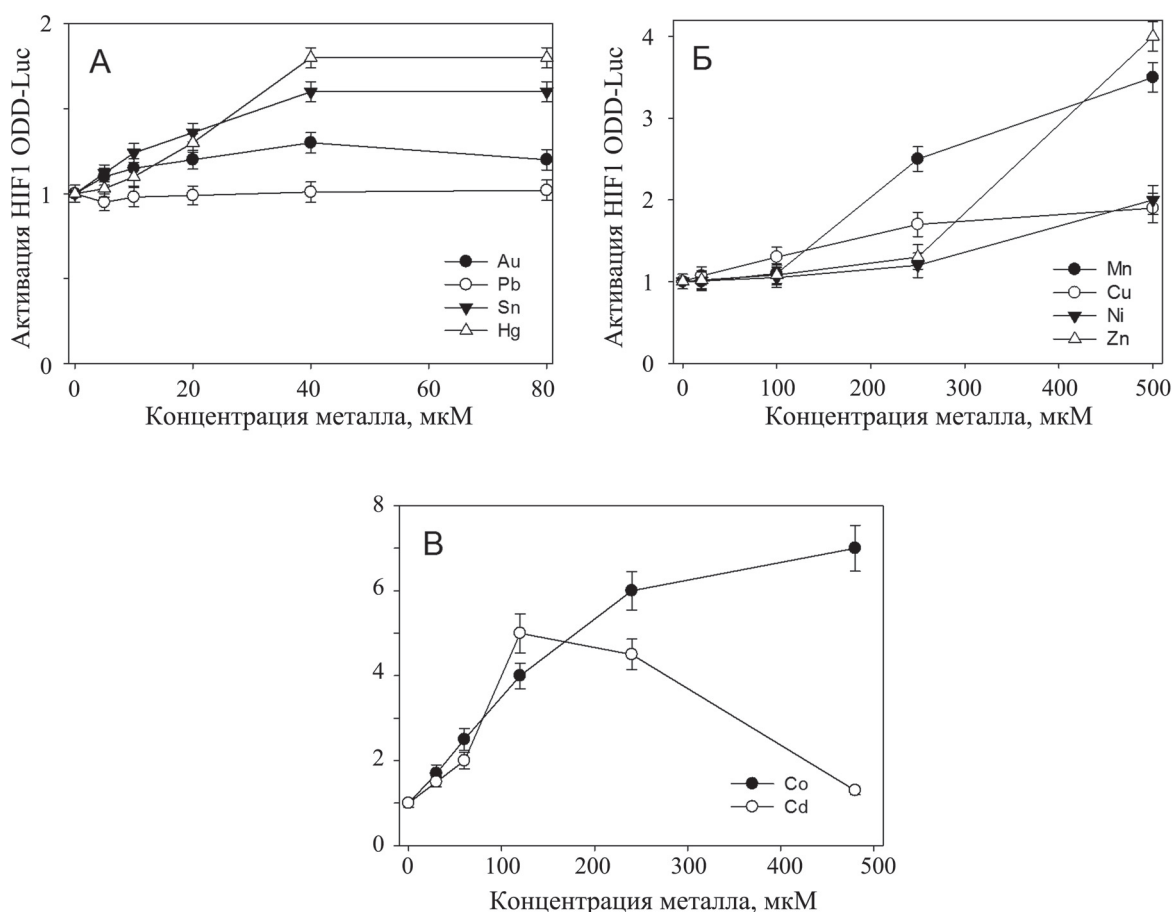 Активация HIF1 ODD-Luc
2
1
0
А
Au
Pb
Sn
Hg
0 20 40 60 80
Концентрация металла, мкМ
Активация HIF1 ODD-Luc
4
3
2
1
0
Б
Mn
Cu
Ni
Zn
0 100 200 300 400 500
Концентрация металла, мкМ
8
6
4
2
0
В
Co
Cd
0 100 200 300 400 500
Концентрация металла, мкМ